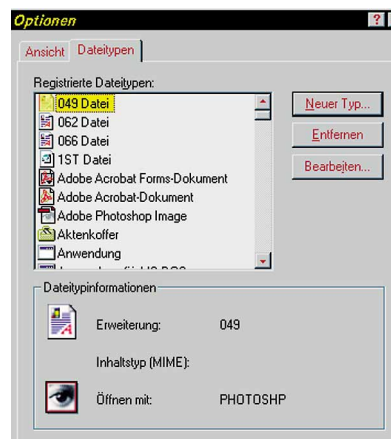 Optionen
?
Ansicht Dateitypen
Registrierte Dateitypen:
049 Datei
062 Datei
066 Datei
1ST Datei
Adobe Acrobat Forms-Dokument
Adobe Acrobat-Dokument
Adobe Photoshop Image
Aktenkoffer
Anwendung
Neuer Typ...
Entfernen
Bearbeiten...
Dateitypinformationen
Erweiterung: 049
Inhaltstyp (MIME):
Öffnen mit: PHOTOSHP